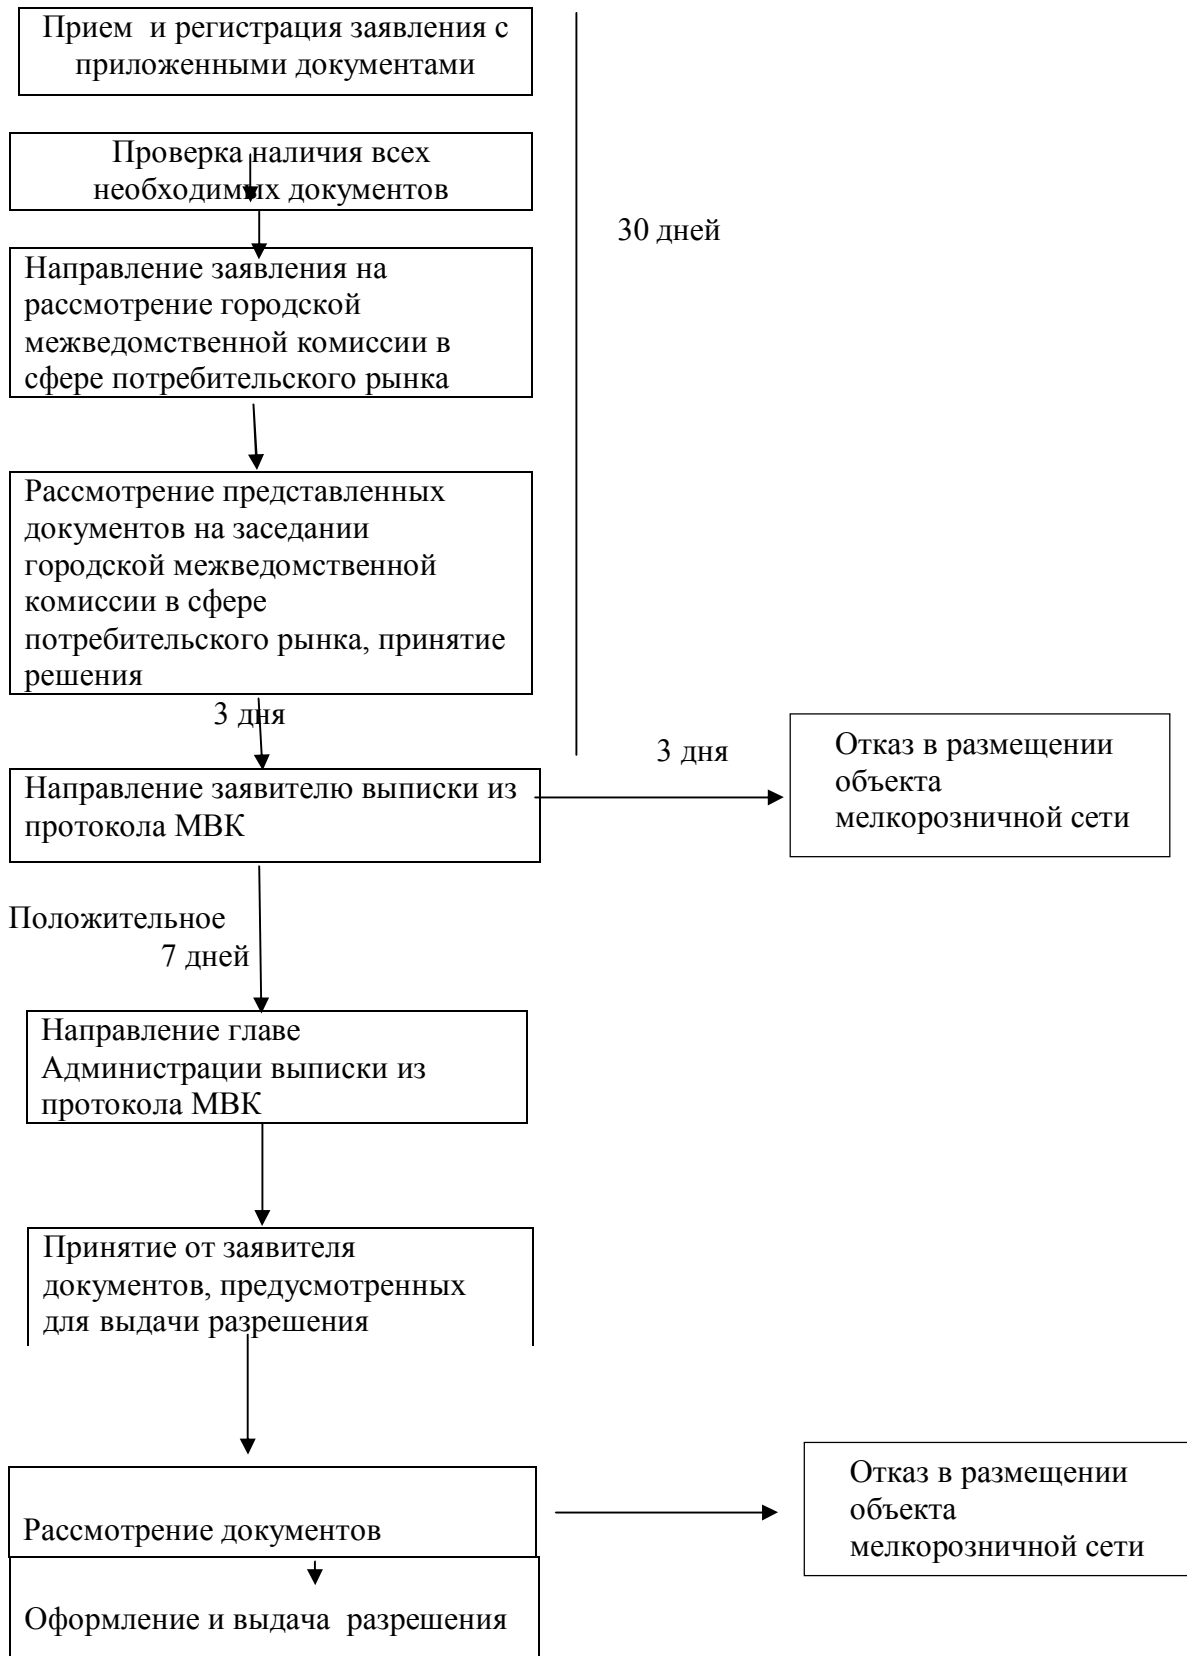 Прием  и регистрация заявления с
приложенными документами
Проверка наличия всех
необходимых документов
30 дней
Направление заявления на
рассмотрение городской
межведомственной комиссии в
сфере потребительского рынка
Рассмотрение представленных
документов на заседании
городской межведомственной
комиссии в сфере
потребительского рынка, принятие
решения
3 дня
3 дня
Отказ в размещении
объекта
мелкорозничной сети
Направление заявителю выписки из
протокола МВК
Положительное
7 дней
Направление главе
Администрации выписки из
протокола МВК
Принятие от заявителя
документов, предусмотренных
для выдачи разрешения
Рассмотрение документов
Отказ в размещении
объекта
мелкорозничной сети
Оформление и выдача  разрешения